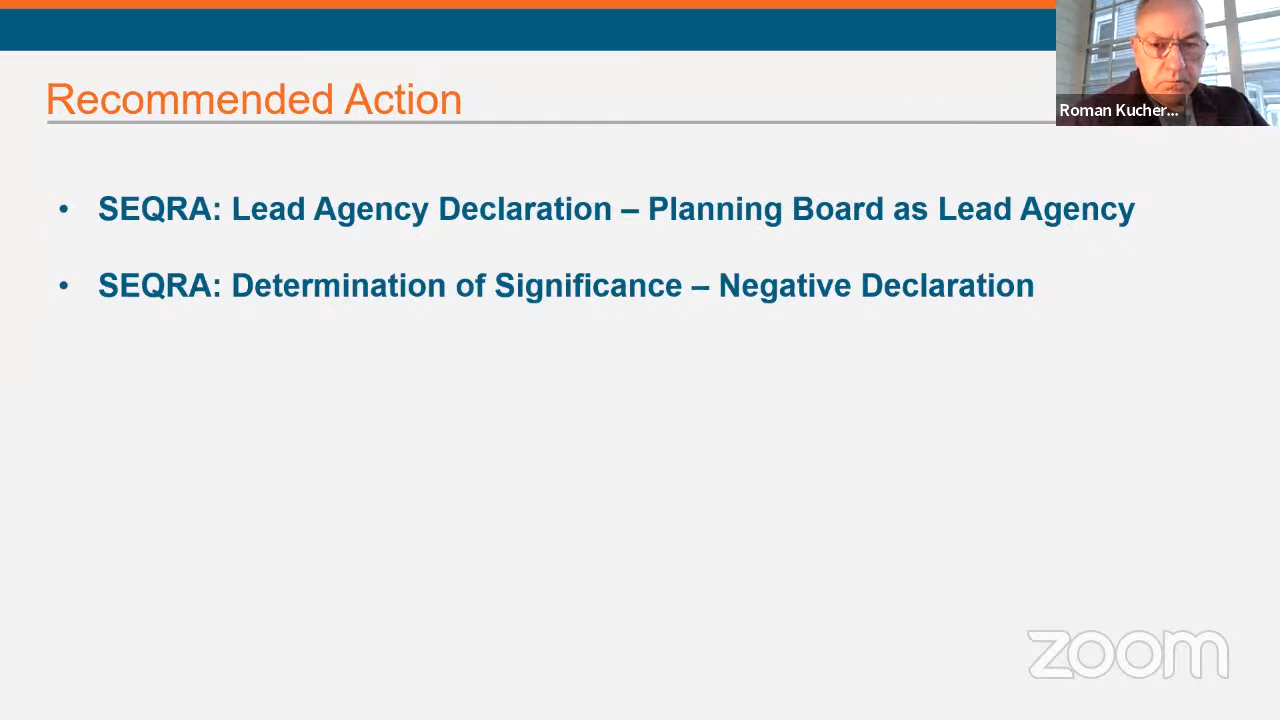 Recommended Action
Roman Kucher...
• SEQRA: Lead Agency Declaration – Planning Board as Lead Agency
• SEQRA: Determination of Significance – Negative Declaration
zoom